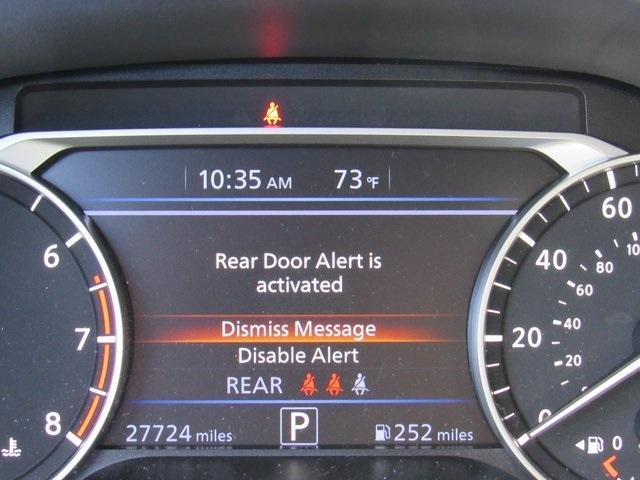 10:35 AM 73 °F
Rear Door Alert is
activated
Dismiss Message
Disable Alert
REAR
27724 miles P 252 miles
6
7
8
60
40
20
0
80
60
40
20
0